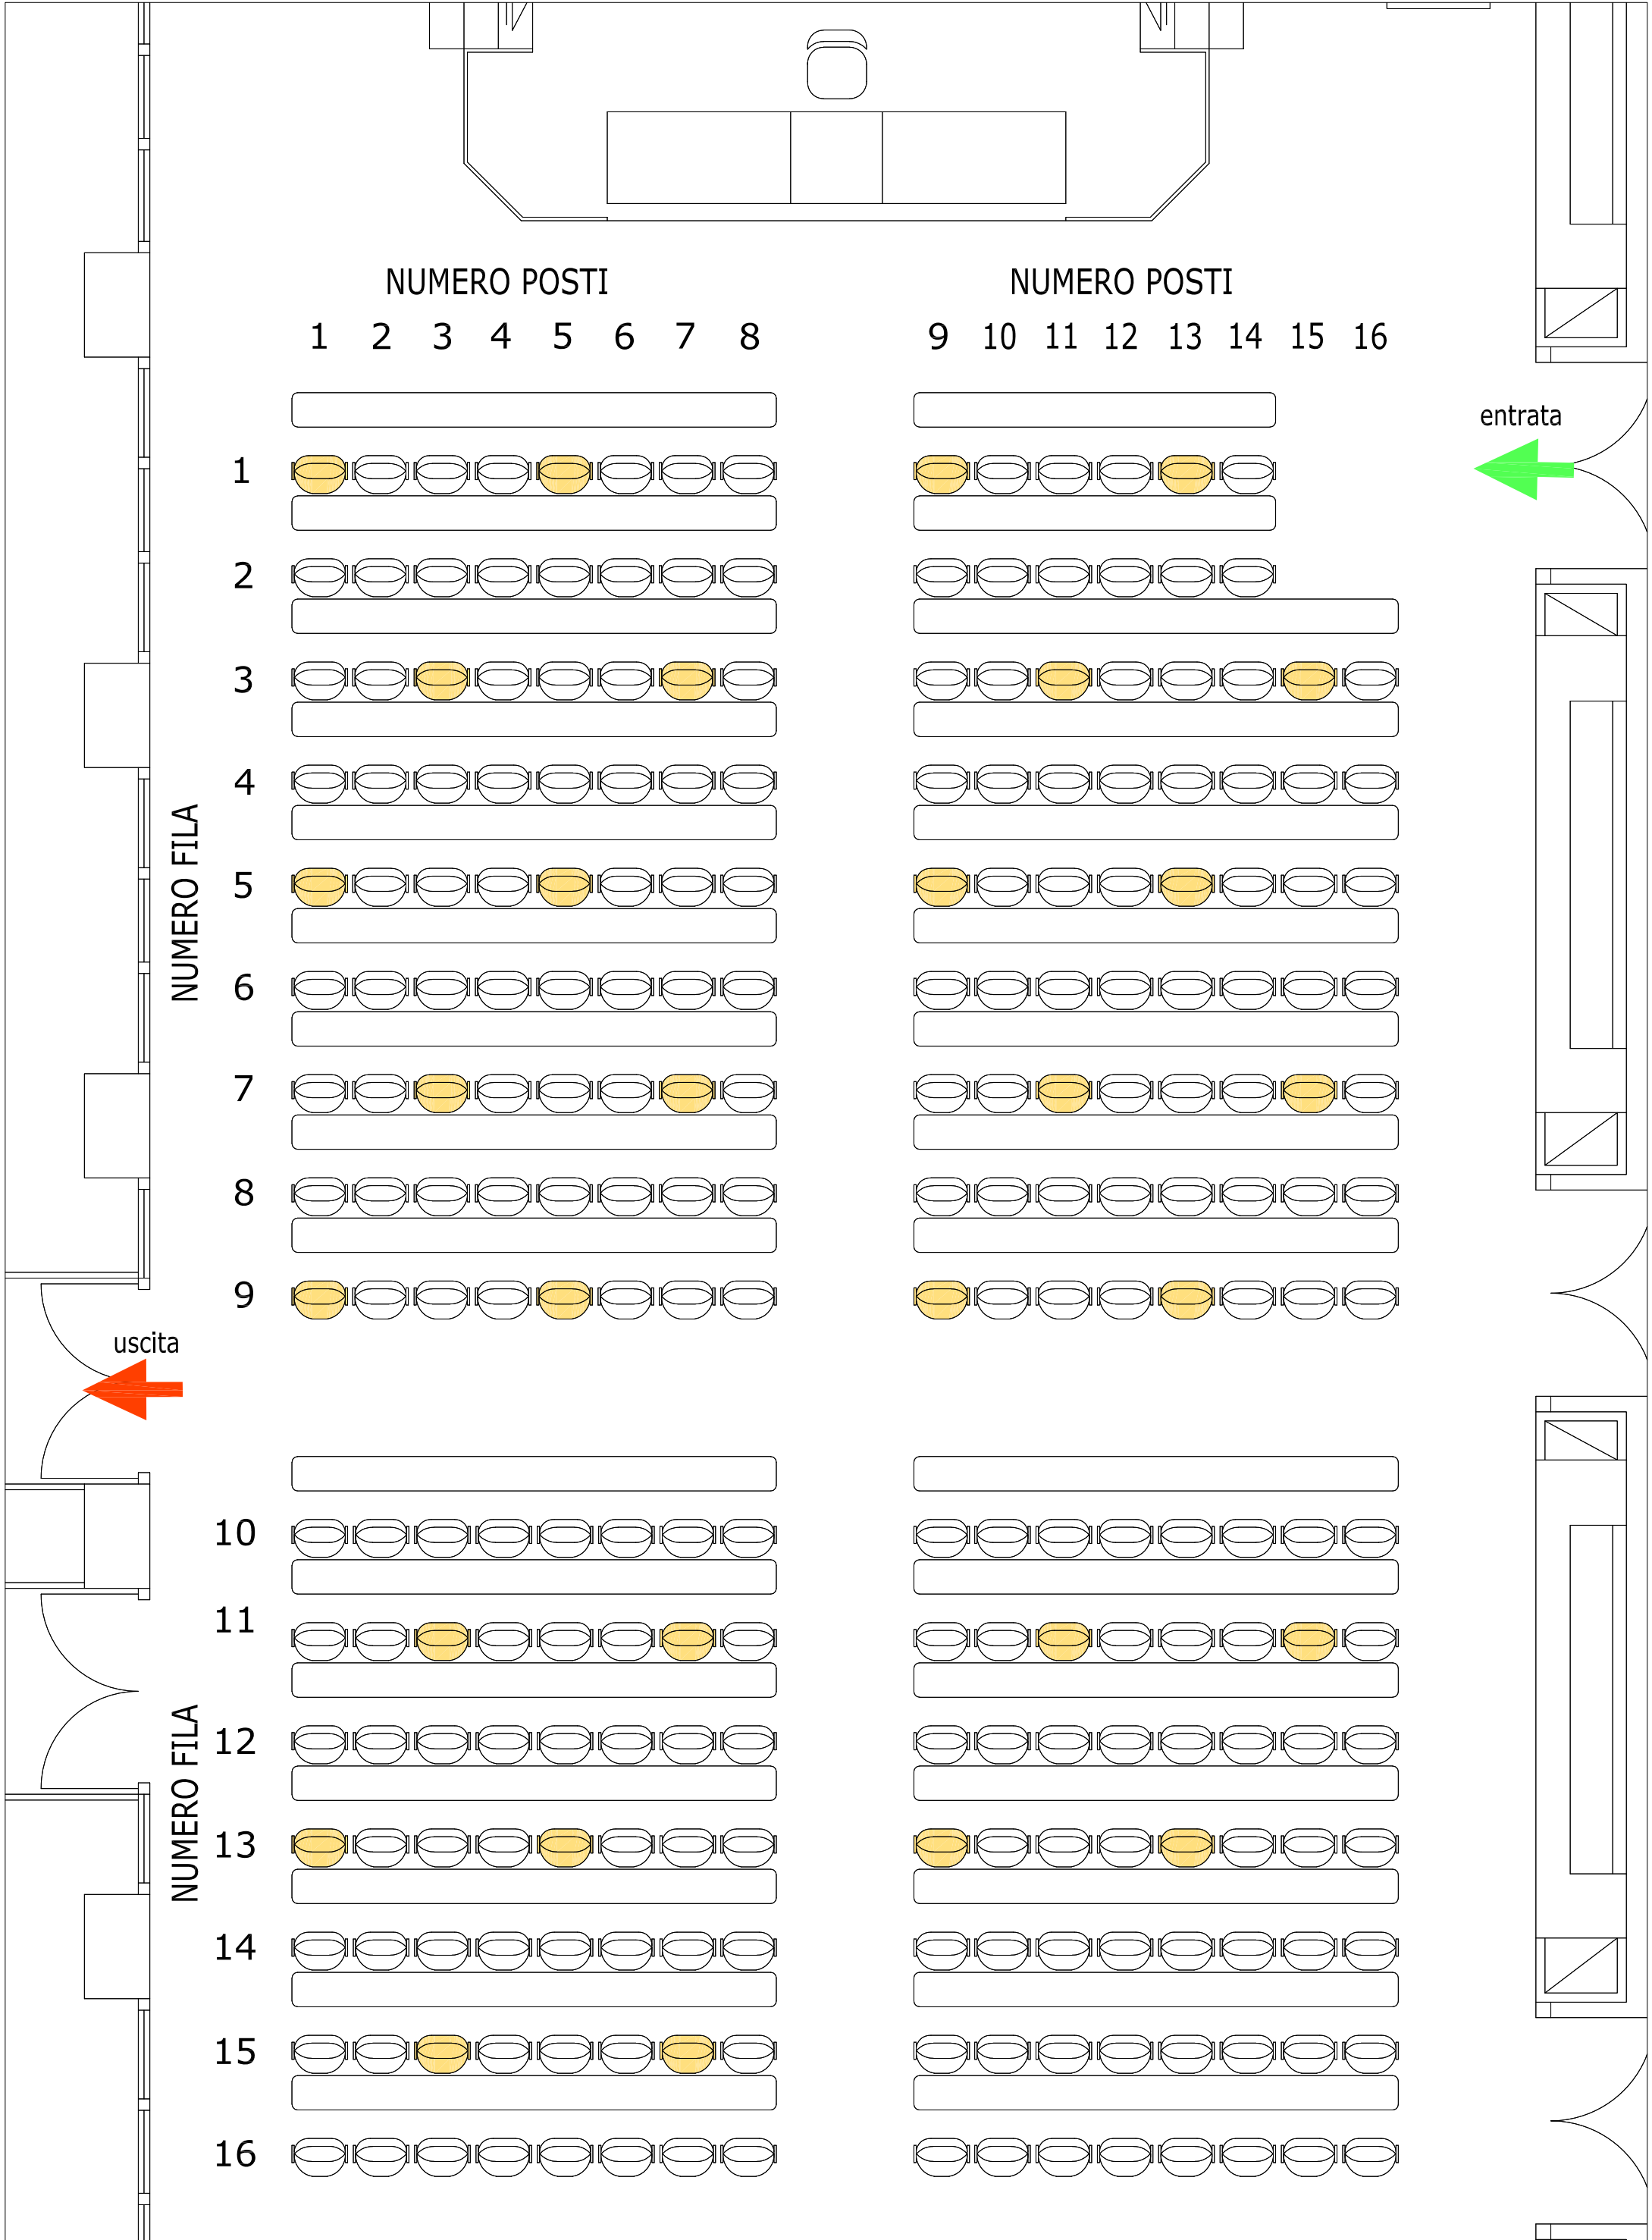 NUMERO POSTI NUMERO POSTI
1 2 3 4 5 6 7 8 9 10 11 12 13 14 15 16
entrata
1
2
3
4
NUMERO FILA
5
6
7
8
9
uscita
10
11
12
NUMERO FILA
13
14
15
16